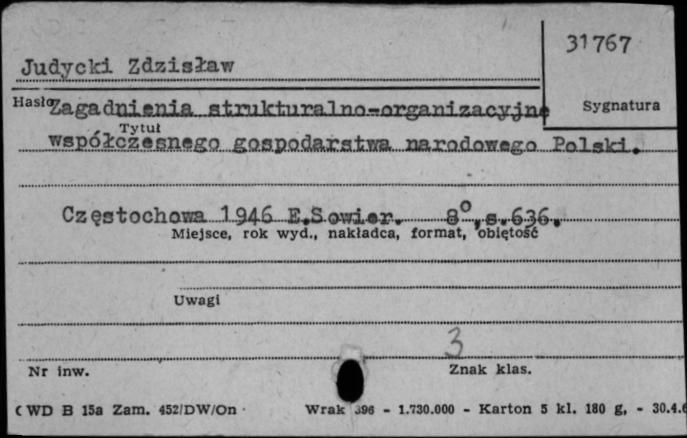 31767
Judycki Zdzisław
Hasło
Zagadnienia strukturalno-organizacyjne
Sygnatura
Tytuł
współczesnego gospodarstwa narodowego Polski.
Częstochowa 1946 E.Sowier. 8°,s.636.
Miejsce, rok wyd., nakładca, format, objętość
Uwagi
3
Nr inw.
Znak klas.
CWD B 15a Zam. 452/DW/On
Wrak 396 - 1.730.000 - Karton 5 kl. 180 g, - 30.4.